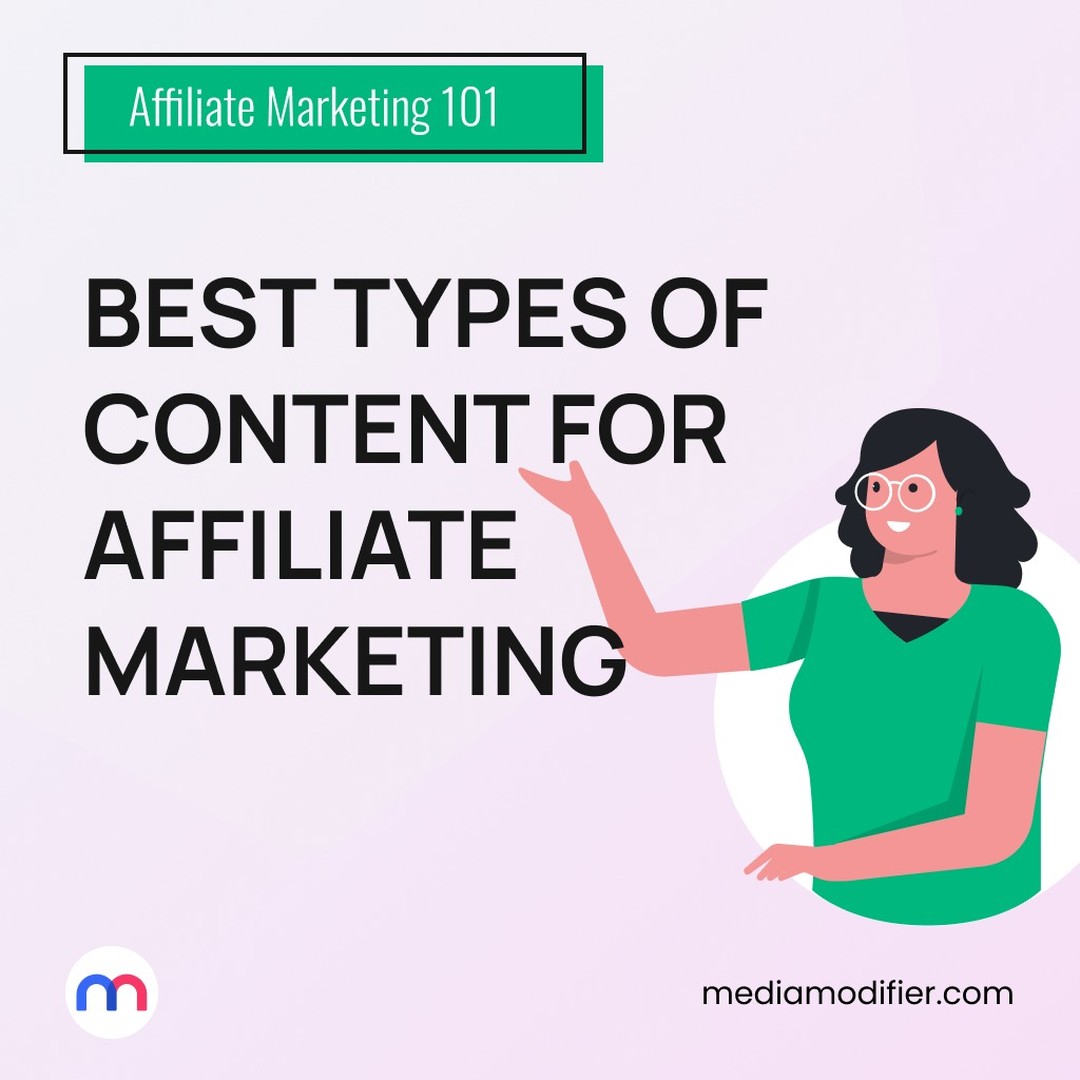 Affiliate Marketing 101
BEST TYPES OF
CONTENT FOR
AFFILIATE
MARKETING
m
mediamodifier.com